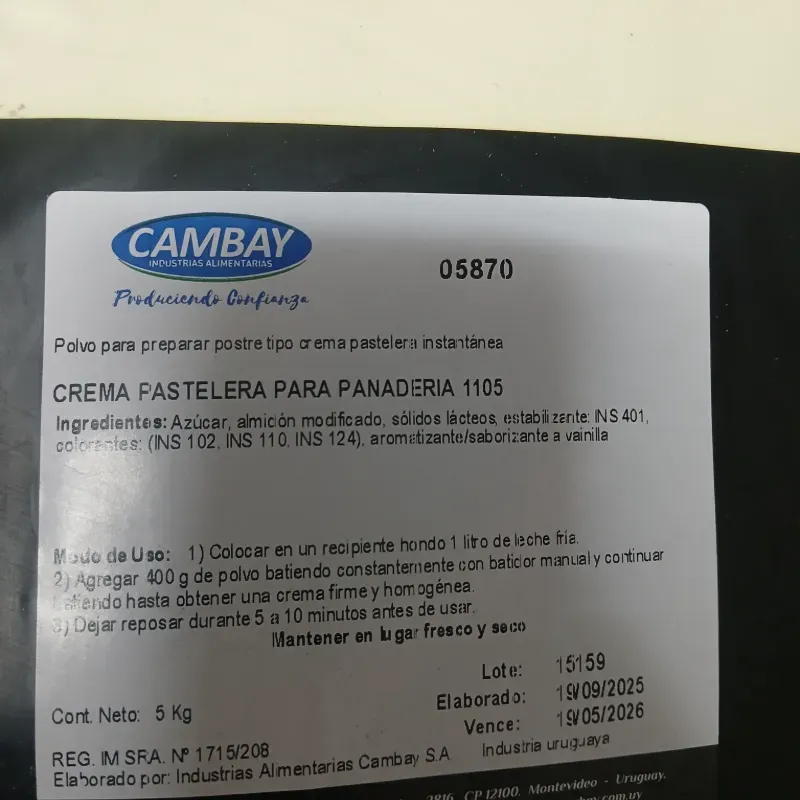 CAMBAY
INDUSTRIAS ALIMENTARIAS
Produciendo Confianza
05870
Polvo para preparar postre tipo crema pastelera instantánea
CREMA PASTELERA PARA PANADERIA 1105
Ingredientes: Azúcar, almidón modificado, sólidos lácteos, estabilizante: INS 401,
colorantes: (INS 102, INS 110, INS 124), aromatizante/saborizante a vainilla
Modo de Uso: 1) Colocar en un recipiente hondo 1 litro de leche fría.
2) Agregar 400 g de polvo batiendo constantemente con batidor manual y continuar
batiendo hasta obtener una crema firme y homogénea.
3) Dejar reposar durante 5 a 10 minutos antes de usar.
Mantener en lugar fresco y seco
Lote: 15159
Elaborado: 19/09/2025
Cont. Neto: 5 Kg
Vence: 19/05/2026
REG. IM SRA. Nº 1715/208
Industria uruguaya
Elaborado por: Industrias Alimentarias Cambay S.A.
2816, CP 12100. Montevideo - Uruguay.